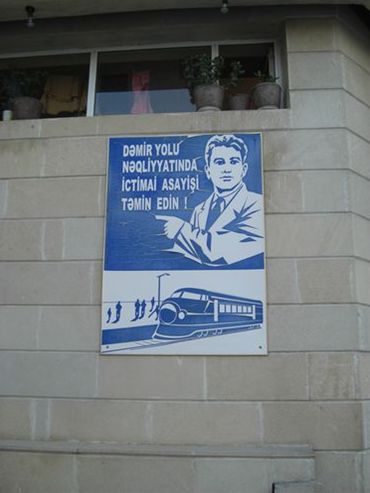 DƏMİR YOLU
NƏQLİYYATINDA
İCTİMAİ ASAYİŞİ
TƏMİN EDİN !